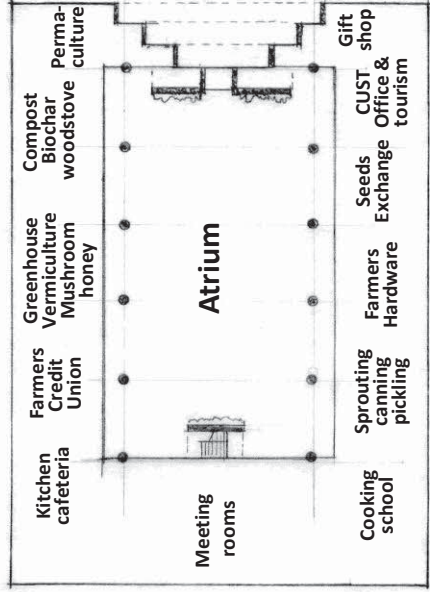 Kitchen
cafeteria
Farmers
Credit
Union
Greenhouse
Vermiculture
Mushroom
honey
Compost
Biochar
woodstove
Perma-
culture
Meeting
rooms
Atrium
Cooking
school
Sprouting
canning
pickling
Farmers
Hardware
Seeds
Exchange
CUST
Office &
tourism
Gift
shop